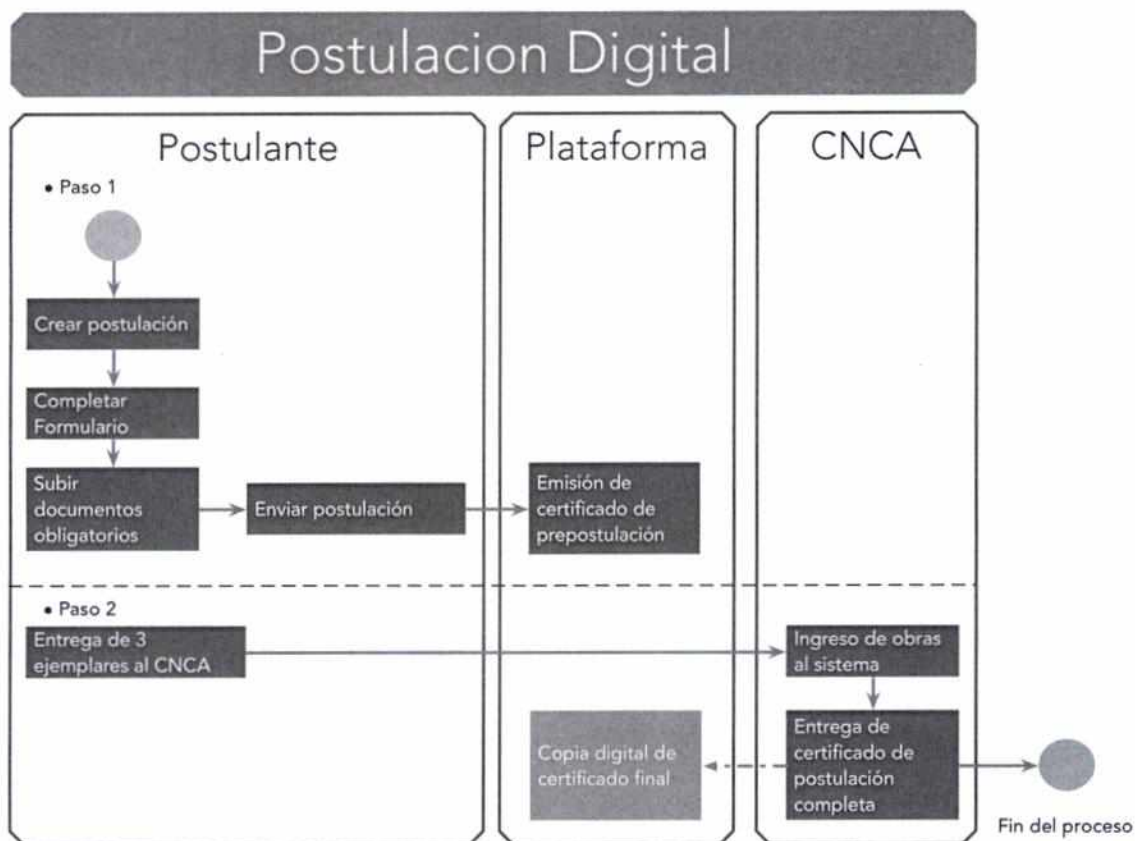 Postulacion Digital
Postulante
Plataforma
CNCA
• Paso 1
Crear postulación
Completar
Formulario
Subir
documentos
obligatorios
Enviar postulación
Emisión de
certificado de
prepostulación
• Paso 2
Entrega de 3
ejemplares al CNCA
Ingreso de obras
al sistema
Copia digital de
certificado final
Entrega de
certificado de
postulación
completa
Fin del proceso